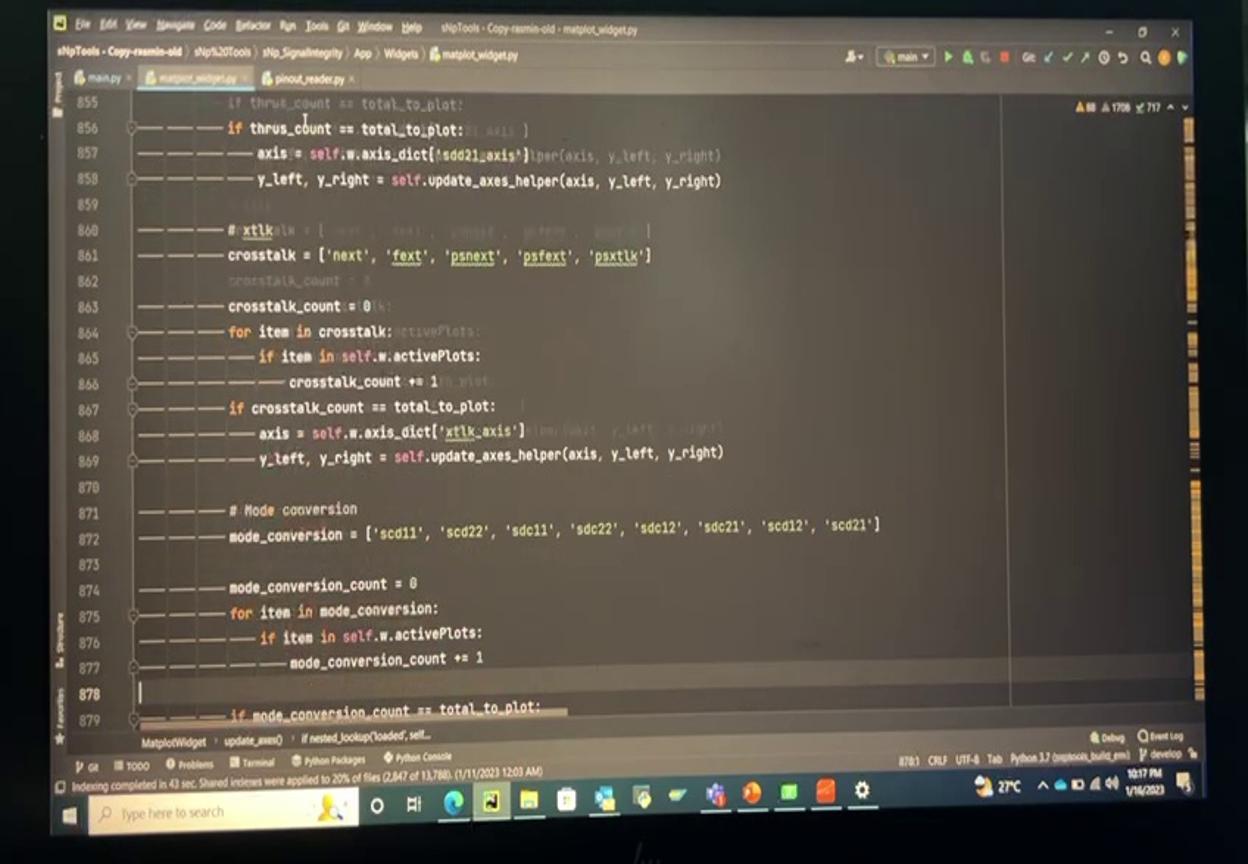 File Edit View Navigate Code Refactor Run Tools Git Window Help sNpTools - Copy-rasmin-old - matplot_widget.py
sNpTools - Copy-rasmin-old sNp%20Tools sNp_SignalIntegrity App Widgets matplot_widget.py main Git:
main.py matplot_widget.py pinout_reader.py
Project
855 if thrus_count == total_to_plot: 88 1708 717
856 if thrus_count == total_to_plot:
857 axis = self.w.axis_dict['sdd21_axis']
858 y_left, y_right = self.update_axes_helper(axis, y_left, y_right)
859
860 # xtlk
861 crosstalk = ['next', 'fext', 'psnext', 'psfext', 'psxtlk']
862
863 crosstalk_count = 0
864 for item in crosstalk:
865 if item in self.w.activePlots:
866 crosstalk_count += 1
867 if crosstalk_count == total_to_plot:
868 axis = self.w.axis_dict['xtlk_axis']
869 y_left, y_right = self.update_axes_helper(axis, y_left, y_right)
870
871 # Mode conversion
872 mode_conversion = ['scd11', 'scd22', 'sdc11', 'sdc22', 'sdc12', 'sdc21', 'scd12', 'scd21']
873
874 mode_conversion_count = 0
875 for item in mode_conversion:
876 if item in self.w.activePlots:
877 mode_conversion_count += 1
878
879 if mode_conversion_count == total_to_plot:
Structure
Favorites
MatplotWidget update_axes() if nested_lookup('loaded', self...
Git TODO Problems Terminal Python Packages Python Console Debug Event Log
Indexing completed in 43 sec. Shared indexes were applied to 20% of files (2,847 of 13,788). (1/11/2023 12:03 AM) 878:1 CRLF UTF-8 Tab Python 3.7 develop
Type here to search 27°C 10:17 PM
1/16/2023